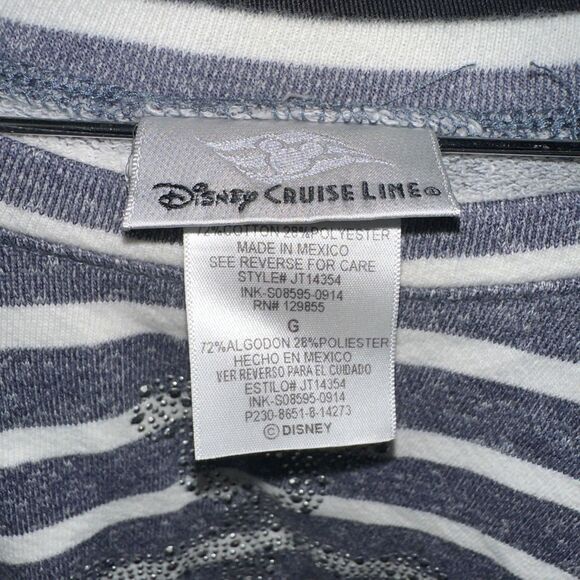 Disney CRUISE LINE®
72%COTTON 28%POLYESTER
MADE IN MEXICO
SEE REVERSE FOR CARE
STYLE# JT14354
INK-S08595-0914
RN# 129855
G
72%ALGODON 28%POLIESTER
HECHO EN MEXICO
VER REVERSO PARA EL CUIDADO
ESTILO# JT14354
INK-S08595-0914
P230-8651-8-14273
©DISNEY